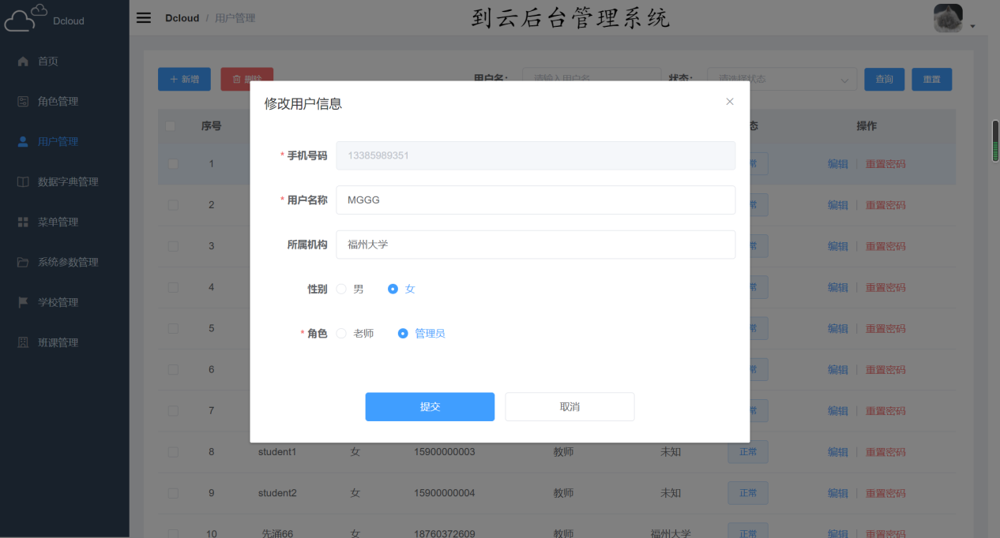 Dcloud
Dcloud / 用户管理
到云后台管理系统
首页
角色管理
用户管理
数据字典管理
菜单管理
系统参数管理
学校管理
班课管理
+ 新增
删除
用户名:
请输入用户名
状态:
请选择状态
查询
重置
序号
态
操作
1
常
编辑
重置密码
2
常
编辑
重置密码
3
常
编辑
重置密码
4
常
编辑
重置密码
5
常
编辑
重置密码
6
常
编辑
重置密码
7
常
编辑
重置密码
修改用户信息
* 手机号码
13385989351
* 用户名称
MGGG
所属机构
福州大学
性别
男
女
* 角色
老师
管理员
提交
取消
8 student1 女 15900000003 教师 未知 正常 编辑 重置密码
9 student2 女 15900000004 教师 未知 正常 编辑 重置密码
10 先涌66 女 18760372609 教师 福州大学 正常 编辑 重置密码